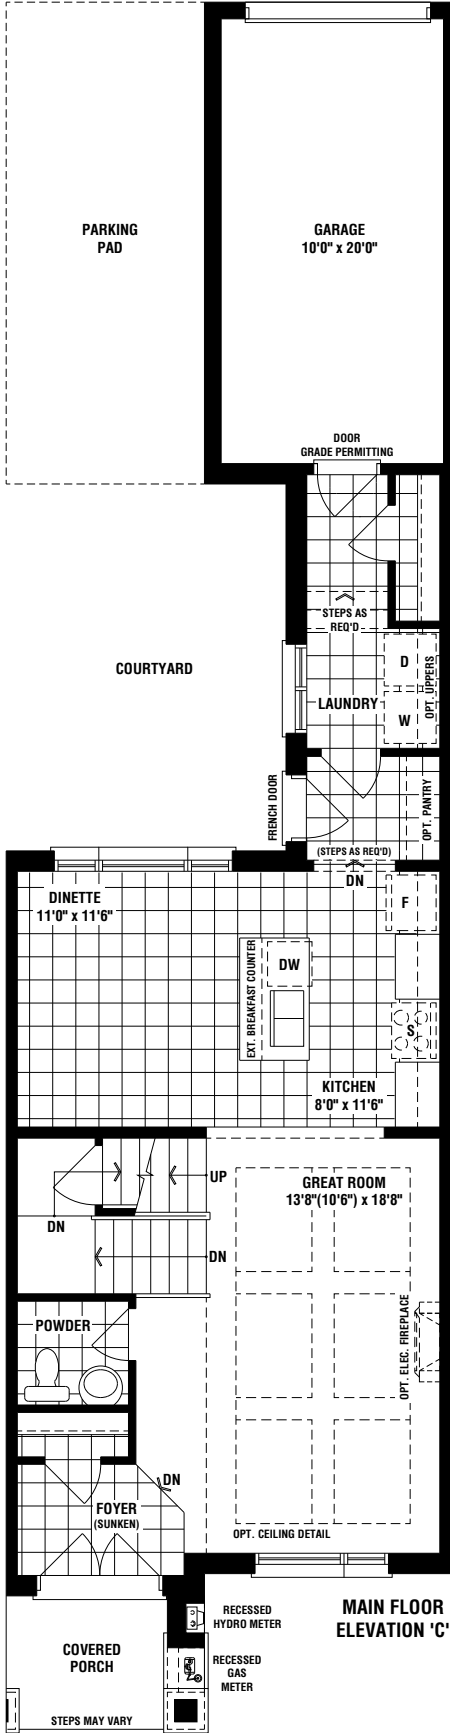 PARKING
PAD
GARAGE
10'0" x 20'0"
DOOR
GRADE PERMITTING
STEPS AS
REQ'D
COURTYARD
D
LAUNDRY
W
OPT. UPPERS
FRENCH DOOR
OPT. PANTRY
(STEPS AS REQ'D)
DN
DINETTE
11'0" x 11'6"
F
EXT. BREAKFAST COUNTER
DW
S
KITCHEN
8'0" x 11'6"
UP
GREAT ROOM
13'8"(10'6") x 18'8"
DN
DN
POWDER
OPT. ELEC. FIREPLACE
DN
FOYER
(SUNKEN)
OPT. CEILING DETAIL
RECESSED
HYDRO METER
MAIN FLOOR
ELEVATION 'C'
COVERED
PORCH
RECESSED
GAS
METER
STEPS MAY VARY